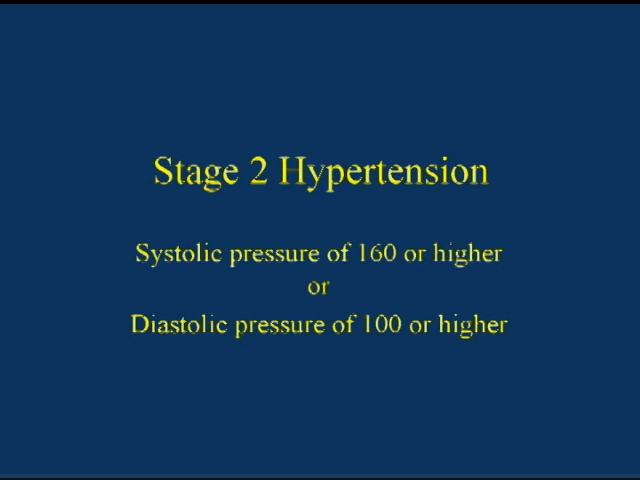 Stage 2 Hypertension
Systolic pressure of 160 or higher
or
Diastolic pressure of 100 or higher